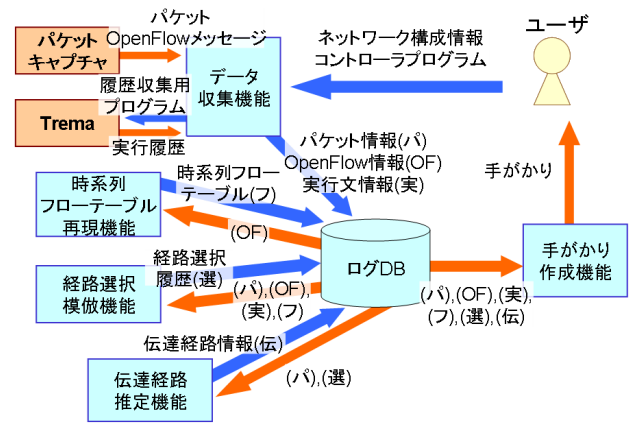 パケット
OpenFlowメッセージ
ユーザ
パケット
キャプチャ
データ
収集機能
ネットワーク構成情報
コントローラプログラム
履歴収集用
プログラム
Trema
実行履歴
パケット情報(パ)
OpenFlow情報(OF)
実行文情報(実)
手がかり
時系列
フローテーブル
再現機能
時系列フロー
テーブル(フ)
(OF)
ログDB
手がかり
作成機能
経路選択
模倣機能
経路選択
履歴(選)
(パ),(OF),
(実),(フ)
(パ),(OF),(実),
(フ),(選),(伝)
伝達経路情報(伝)
伝達経路
推定機能
(パ),(選)